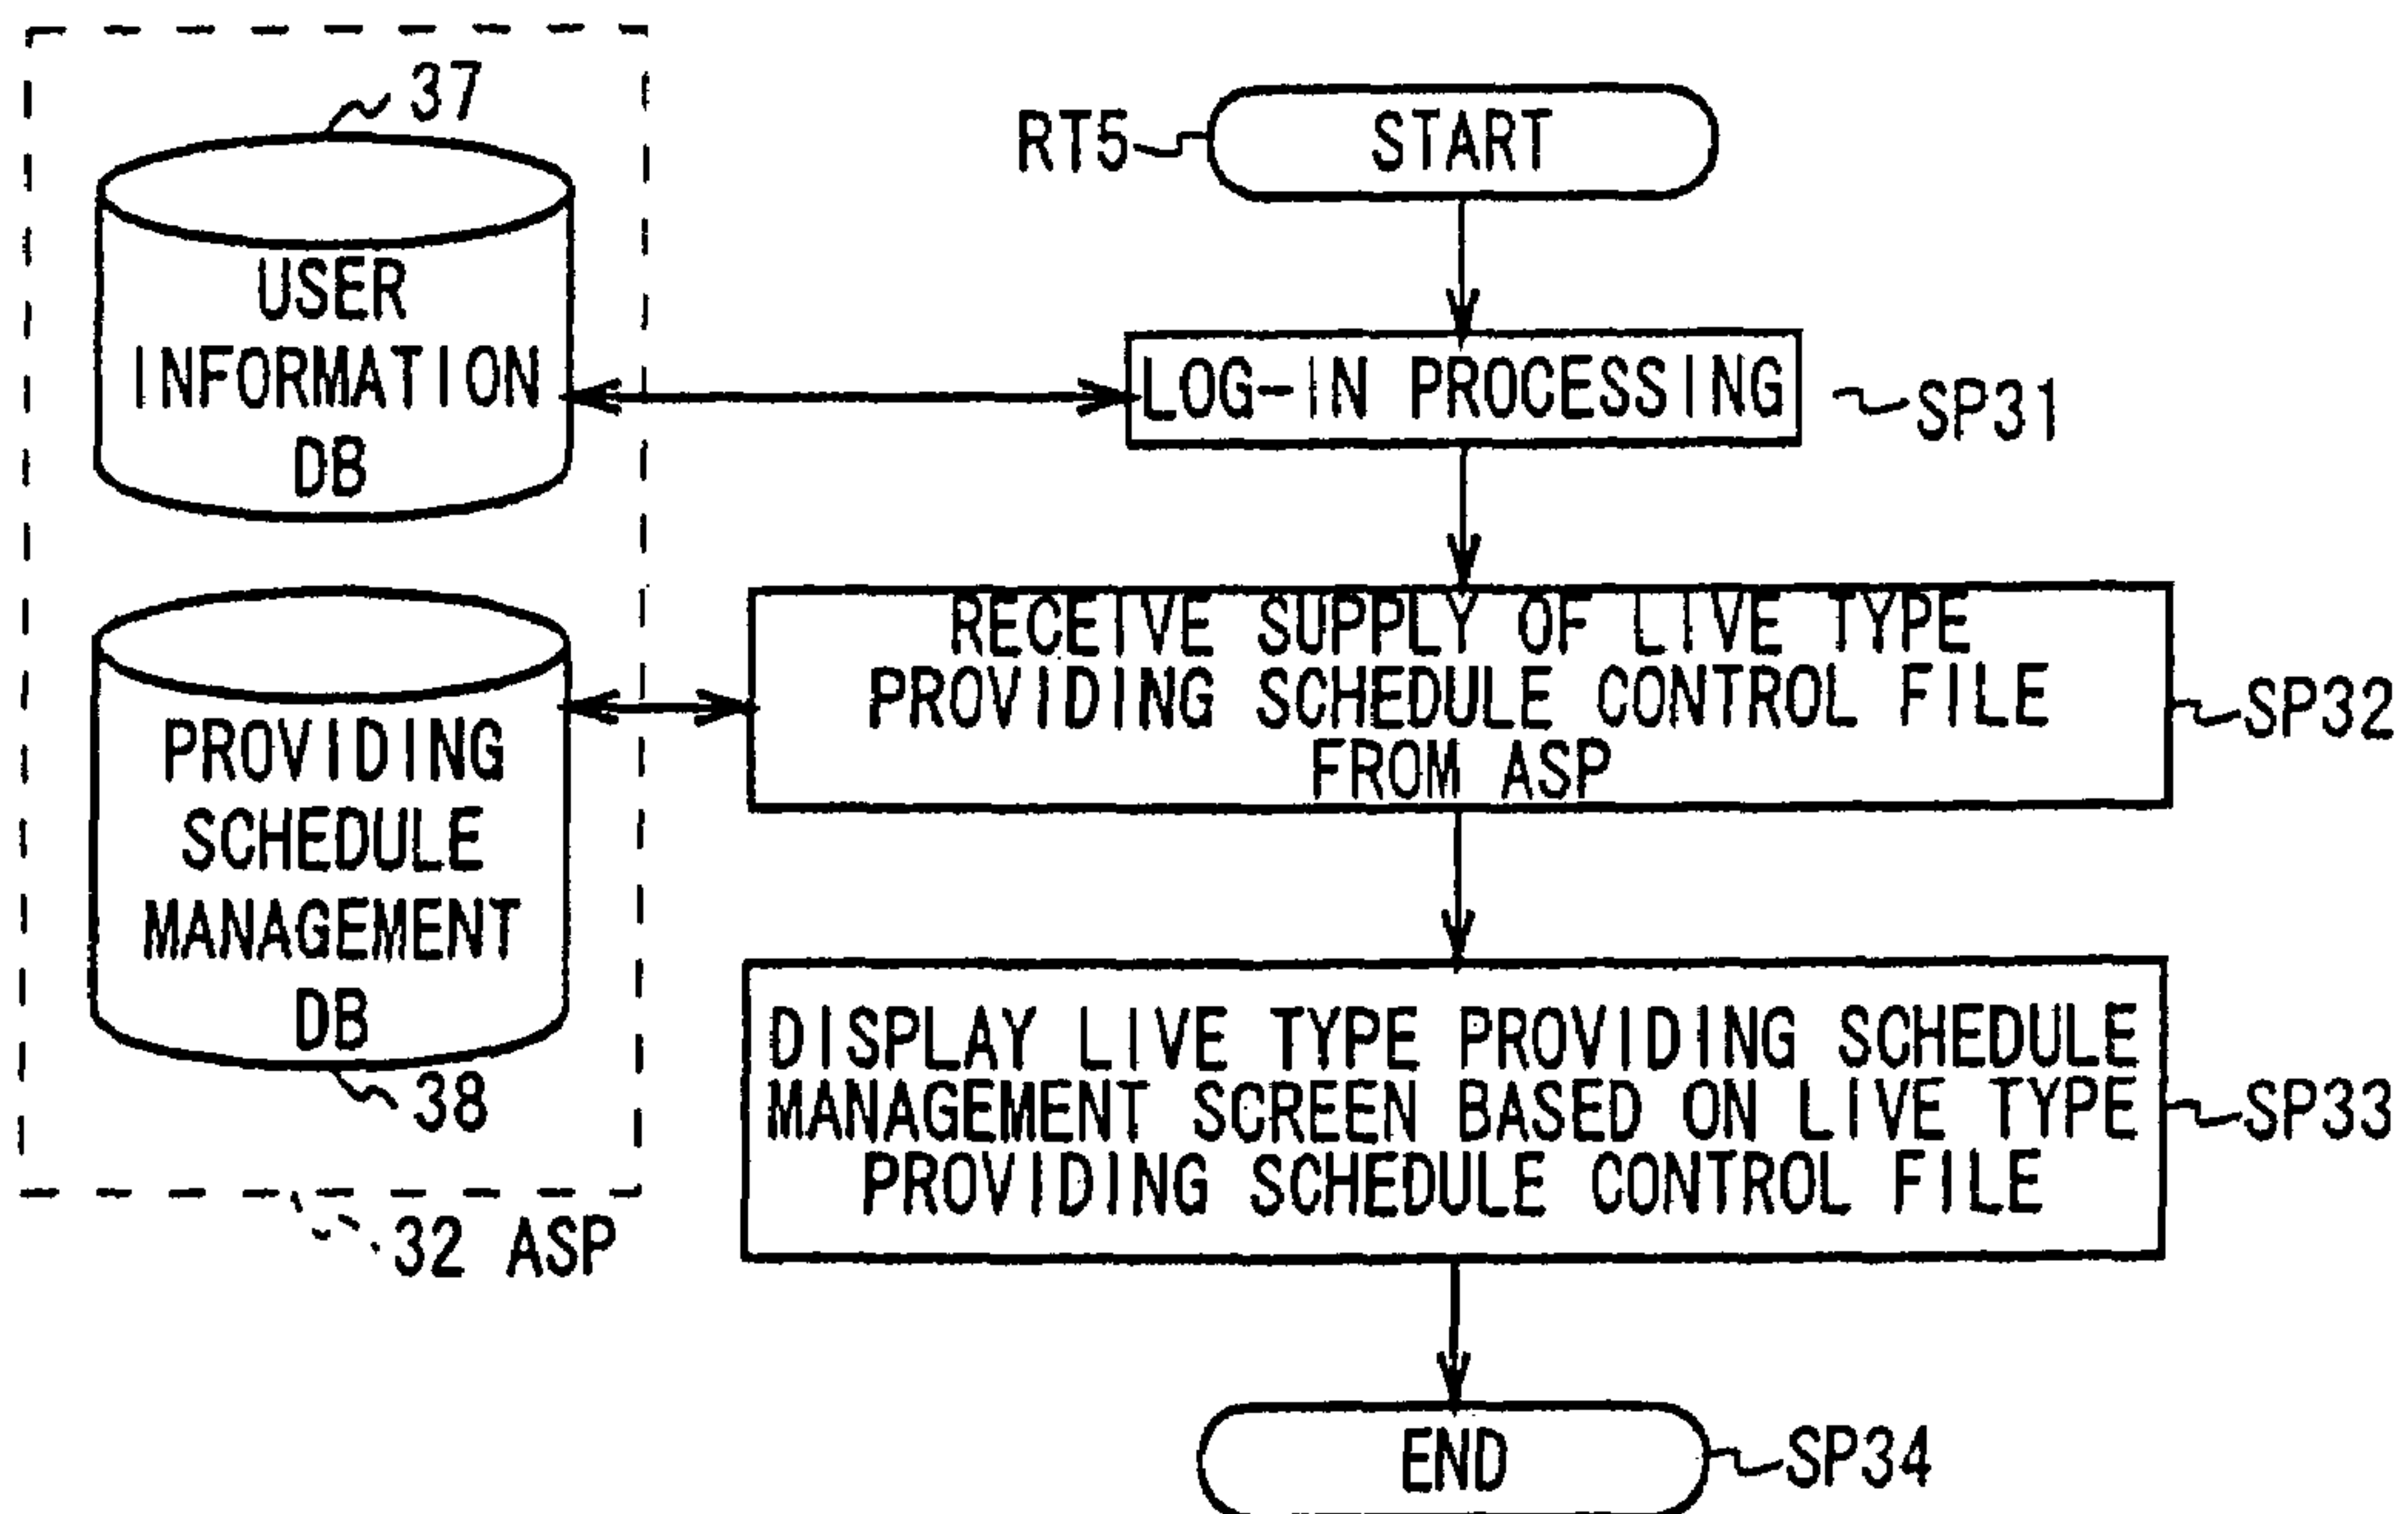 37
USER
INFORMATION
DB
PROVIDING
SCHEDULE
MANAGEMENT
DB
38
32 ASP
RT5
START
LOG-IN PROCESSING
SP31
RECEIVE SUPPLY OF LIVE TYPE
PROVIDING SCHEDULE CONTROL FILE
FROM ASP
SP32
DISPLAY LIVE TYPE PROVIDING SCHEDULE
MANAGEMENT SCREEN BASED ON LIVE TYPE
PROVIDING SCHEDULE CONTROL FILE
SP33
END
SP34